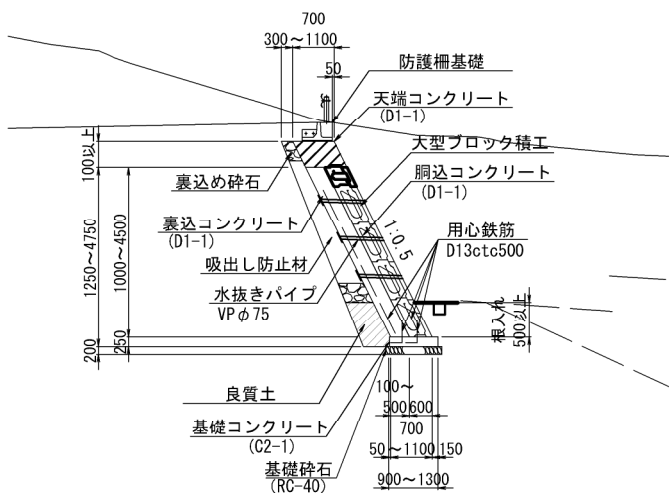 700
300～1100
50
防護柵基礎
天端コンクリート
(D1-1)
100以上
大型ブロック積工
胴込コンクリート
(D1-1)
裏込め砕石
裏込コンクリート
(D1-1)
1:0.5
用心鉄筋
D13ctc500
吸出し防止材
水抜きパイプ
VPφ75
1250～4750
1000～4500
根入れ
500以上
200
250
良質土
100～
500
600
700
基礎コンクリート
(C2-1)
50～1100
150
基礎砕石
(RC-40)
900～1300